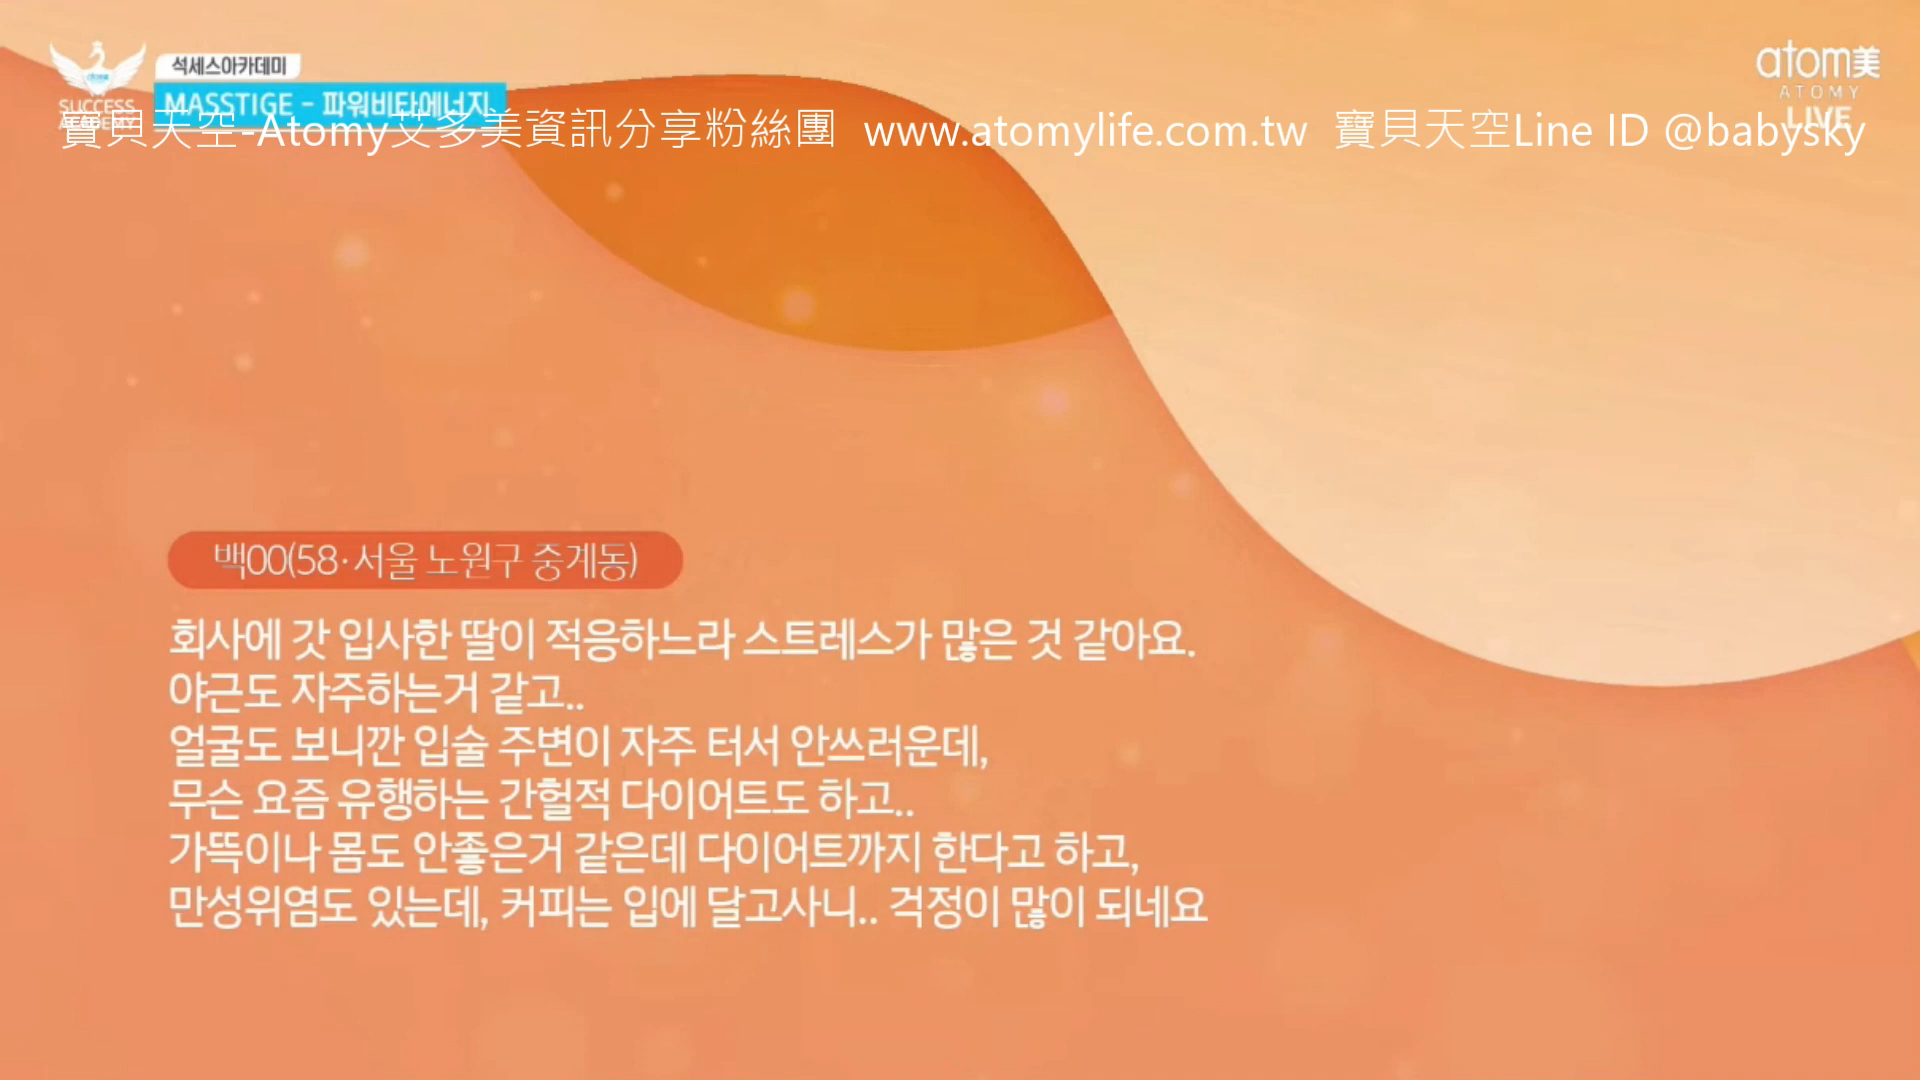 석세스아카데미
MASSTIGE - 파워비타에너지
SUCCESS
ACADEMY
atom美
ATOMY
LIVE
寶貝天空-Atomy艾多美資訊分享粉絲團 www.atomylife.com.tw 寶貝天空Line ID @babysky
백00(58·서울 노원구 중계동)
회사에 갓 입사한 딸이 적응하느라 스트레스가 많은 것 같아요.
야근도 자주하는거 같고..
얼굴도 보니깐 입술 주변이 자주 터서 안쓰러운데,
무슨 요즘 유행하는 간헐적 다이어트도 하고..
가뜩이나 몸도 안좋은거 같은데 다이어트까지 한다고 하고,
만성위염도 있는데, 커피는 입에 달고사니.. 걱정이 많이 되네요